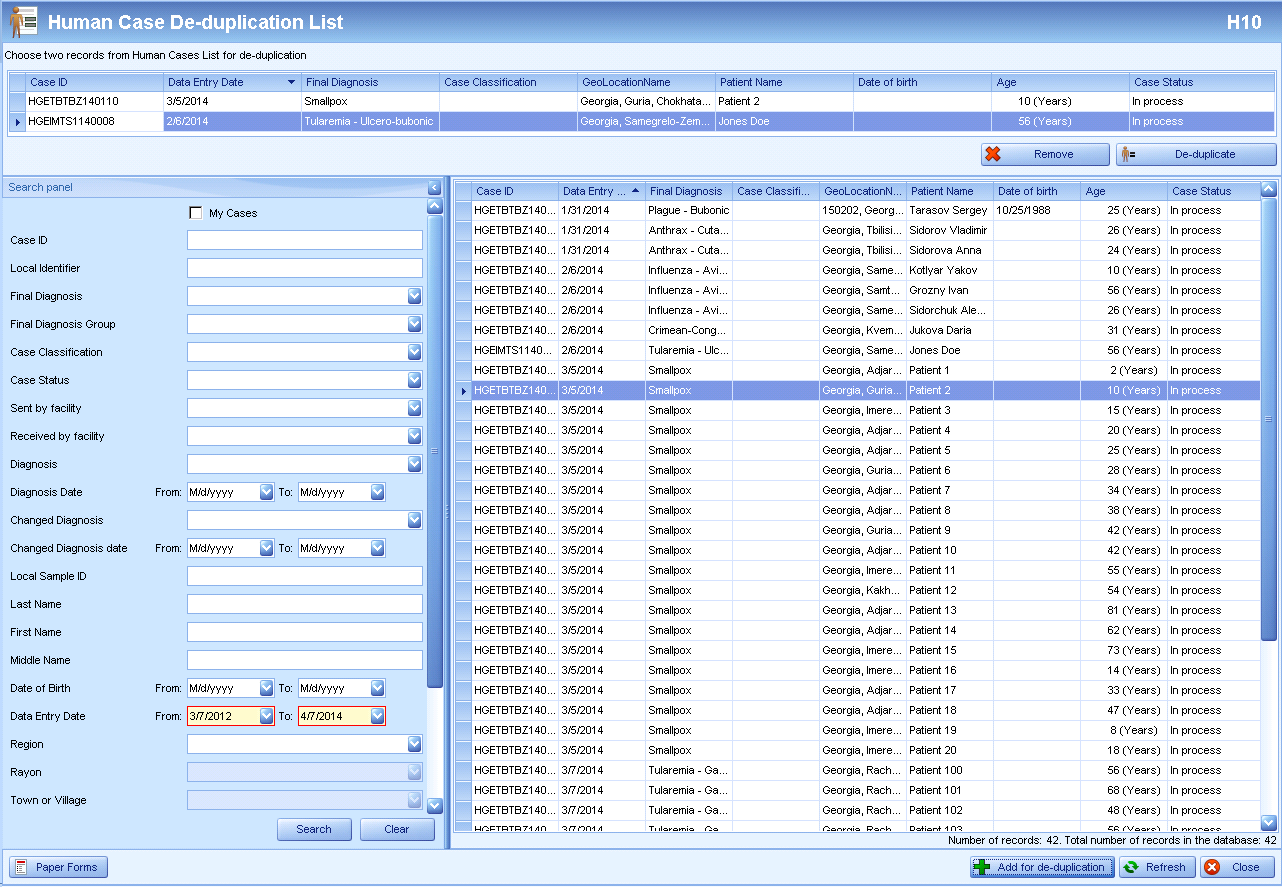 Human Case De-duplication List H10
Choose two records from Human Cases List for de-duplication
Case ID Data Entry Date Final Diagnosis Case Classification GeoLocationName Patient Name Date of birth Age Case Status
HGETBTBZ140110 3/5/2014 Smallpox Georgia, Guria, Chokhata... Patient 2 10 (Years) In process
HGEIMTS1140008 2/6/2014 Tularemia - Ulcero-bubonic Georgia, Samegrelo-Zem... Jones Doe 56 (Years) In process
Remove De-duplicate
Search panel
My Cases
Case ID
Local Identifier
Final Diagnosis
Final Diagnosis Group
Case Classification
Case Status
Sent by facility
Received by facility
Diagnosis
Diagnosis Date From: M/d/yyyy To: M/d/yyyy
Changed Diagnosis
Changed Diagnosis date From: M/d/yyyy To: M/d/yyyy
Local Sample ID
Last Name
First Name
Middle Name
Date of Birth From: M/d/yyyy To: M/d/yyyy
Data Entry Date From: 3/7/2012 To: 4/7/2014
Region
Rayon
Town or Village
Search Clear
Case ID Data Entry ... Final Diagnosis Case Classifi... GeoLocationN... Patient Name Date of birth Age Case Status
HGETBTBZ140... 1/31/2014 Plague - Bubonic 150202, Georg... Tarasov Sergey 10/25/1988 25 (Years) In process
HGETBTBZ140... 1/31/2014 Anthrax - Cuta... Georgia, Tbilisi... Sidorov Vladimir 26 (Years) In process
HGETBTBZ140... 1/31/2014 Anthrax - Cuta... Georgia, Tbilisi... Sidorova Anna 24 (Years) In process
HGETBTBZ140... 2/6/2014 Influenza - Avi... Georgia, Same... Kotlyar Yakov 10 (Years) In process
HGETBTBZ140... 2/6/2014 Influenza - Avi... Georgia, Samt... Grozny Ivan 56 (Years) In process
HGETBTBZ140... 2/6/2014 Influenza - Avi... Georgia, Same... Sidorchuk Ale... 26 (Years) In process
HGETBTBZ140... 2/6/2014 Crimean-Cong... Georgia, Kvem... Jukova Daria 31 (Years) In process
HGEIMTS1140... 2/6/2014 Tularemia - Ulc... Georgia, Same... Jones Doe 56 (Years) In process
HGETBTBZ140... 3/5/2014 Smallpox Georgia, Adjar... Patient 1 2 (Years) In process
HGETBTBZ140... 3/5/2014 Smallpox Georgia, Guria... Patient 2 10 (Years) In process
HGETBTBZ140... 3/5/2014 Smallpox Georgia, Imere... Patient 3 15 (Years) In process
HGETBTBZ140... 3/5/2014 Smallpox Georgia, Adjar... Patient 4 20 (Years) In process
HGETBTBZ140... 3/5/2014 Smallpox Georgia, Adjar... Patient 5 25 (Years) In process
HGETBTBZ140... 3/5/2014 Smallpox Georgia, Guria... Patient 6 28 (Years) In process
HGETBTBZ140... 3/5/2014 Smallpox Georgia, Adjar... Patient 7 34 (Years) In process
HGETBTBZ140... 3/5/2014 Smallpox Georgia, Adjar... Patient 8 38 (Years) In process
HGETBTBZ140... 3/5/2014 Smallpox Georgia, Guria... Patient 9 42 (Years) In process
HGETBTBZ140... 3/5/2014 Smallpox Georgia, Adjar... Patient 10 42 (Years) In process
HGETBTBZ140... 3/5/2014 Smallpox Georgia, Imere... Patient 11 55 (Years) In process
HGETBTBZ140... 3/5/2014 Smallpox Georgia, Kakh... Patient 12 54 (Years) In process
HGETBTBZ140... 3/5/2014 Smallpox Georgia, Adjar... Patient 13 81 (Years) In process
HGETBTBZ140... 3/5/2014 Smallpox Georgia, Adjar... Patient 14 62 (Years) In process
HGETBTBZ140... 3/5/2014 Smallpox Georgia, Imere... Patient 15 73 (Years) In process
HGETBTBZ140... 3/5/2014 Smallpox Georgia, Imere... Patient 16 14 (Years) In process
HGETBTBZ140... 3/5/2014 Smallpox Georgia, Adjar... Patient 17 33 (Years) In process
HGETBTBZ140... 3/5/2014 Smallpox Georgia, Adjar... Patient 18 47 (Years) In process
HGETBTBZ140... 3/5/2014 Smallpox Georgia, Imere... Patient 19 8 (Years) In process
HGETBTBZ140... 3/5/2014 Smallpox Georgia, Imere... Patient 20 18 (Years) In process
HGETBTBZ140... 3/7/2014 Tularemia - Ga... Georgia, Rach... Patient 100 56 (Years) In process
HGETBTBZ140... 3/7/2014 Tularemia - Ga... Georgia, Rach... Patient 101 68 (Years) In process
HGETBTBZ140... 3/7/2014 Tularemia - Ga... Georgia, Rach... Patient 102 48 (Years) In process
HGETBTBZ140... 3/7/2014 Tularemia - Ga... Georgia, Rach... Patient 103 56 (Years) In process
Number of records: 42. Total number of records in the database: 42
Paper Forms Add for de-duplication Refresh Close